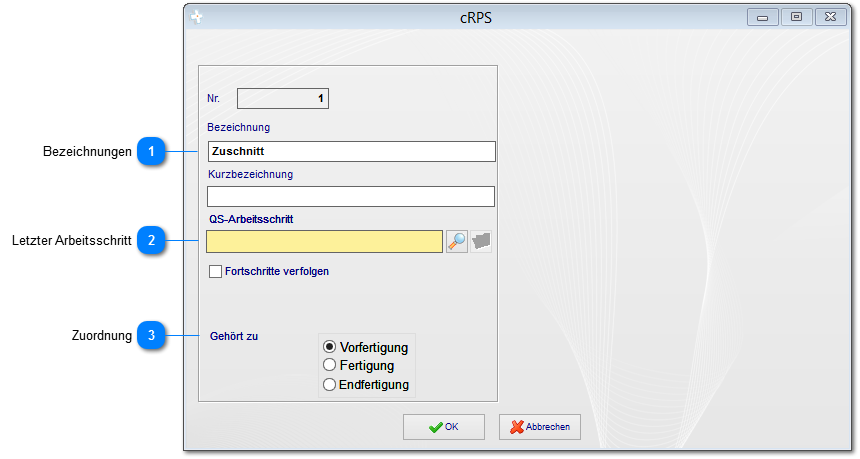 cRPS
Nr. 1
Bezeichnung
Bezeichnungen 1 Zuschnitt
Kurzbezeichnung
QS-Arbeitsschritt
Letzter Arbeitsschritt 2
Fortschritte verfolgen
Zuordnung 3 Gehört zu
Vorfertigung
Fertigung
Endfertigung
OK Abbrechen